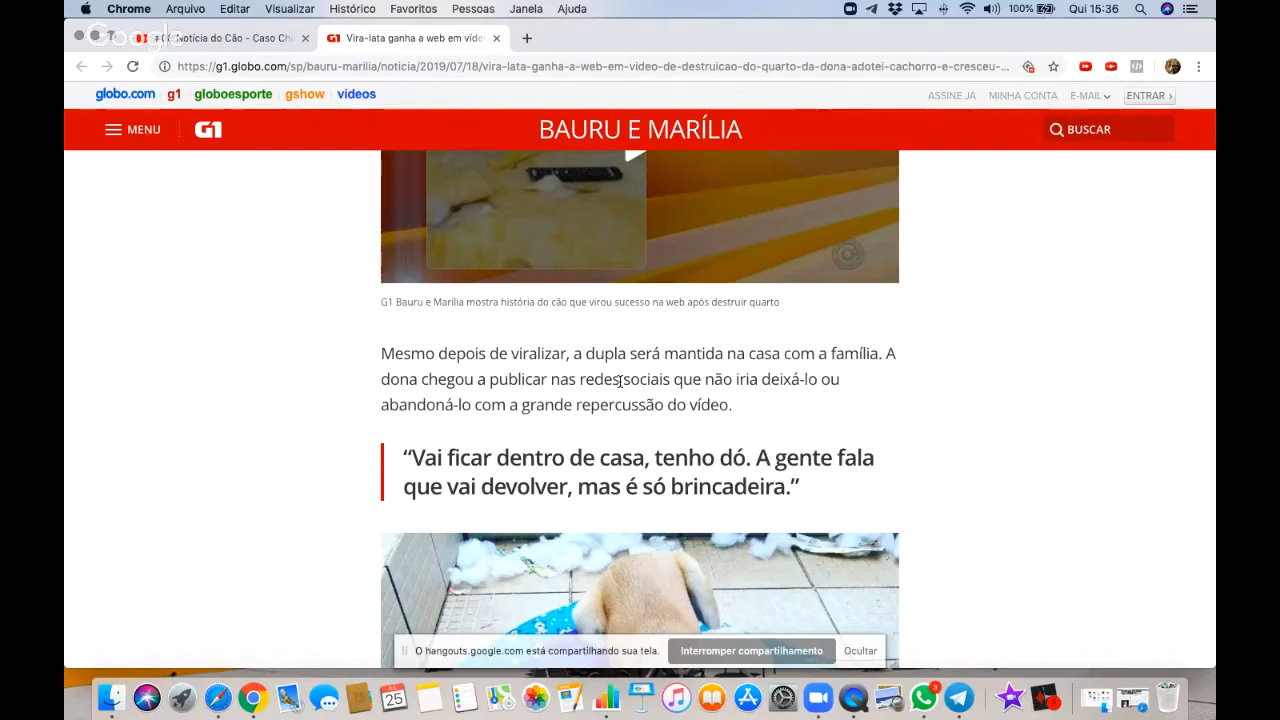 Chrome Arquivo Editar Visualizar Histórico Favoritos Pessoas Janela Ajuda 100% Qui 15:36
Google
Notícia do Cão - Caso Ch
G1 Vira-lata ganha a web em víde
https://g1.globo.com/sp/bauru-marilia/noticia/2019/07/18/vira-lata-ganha-a-web-em-video-de-destruicao-do-quarto-da-dona-adotei-cachorro-e-cresceu-...
globo.com g1 globoesporte gshow vídeos ASSINE JÁ MINHA CONTA E-MAIL ENTRAR ›
MENU G1 BAURU E MARÍLIA BUSCAR
G1 Bauru e Marília mostra história do cão que virou sucesso na web após destruir quarto
Mesmo depois de viralizar, a dupla será mantida na casa com a família. A
dona chegou a publicar nas redes sociais que não iria deixá-lo ou
abandoná-lo com a grande repercussão do vídeo.
“Vai ficar dentro de casa, tenho dó. A gente fala
que vai devolver, mas é só brincadeira.”
O hangouts.google.com está compartilhando sua tela. Interromper compartilhamento Ocultar
JUL
25
3